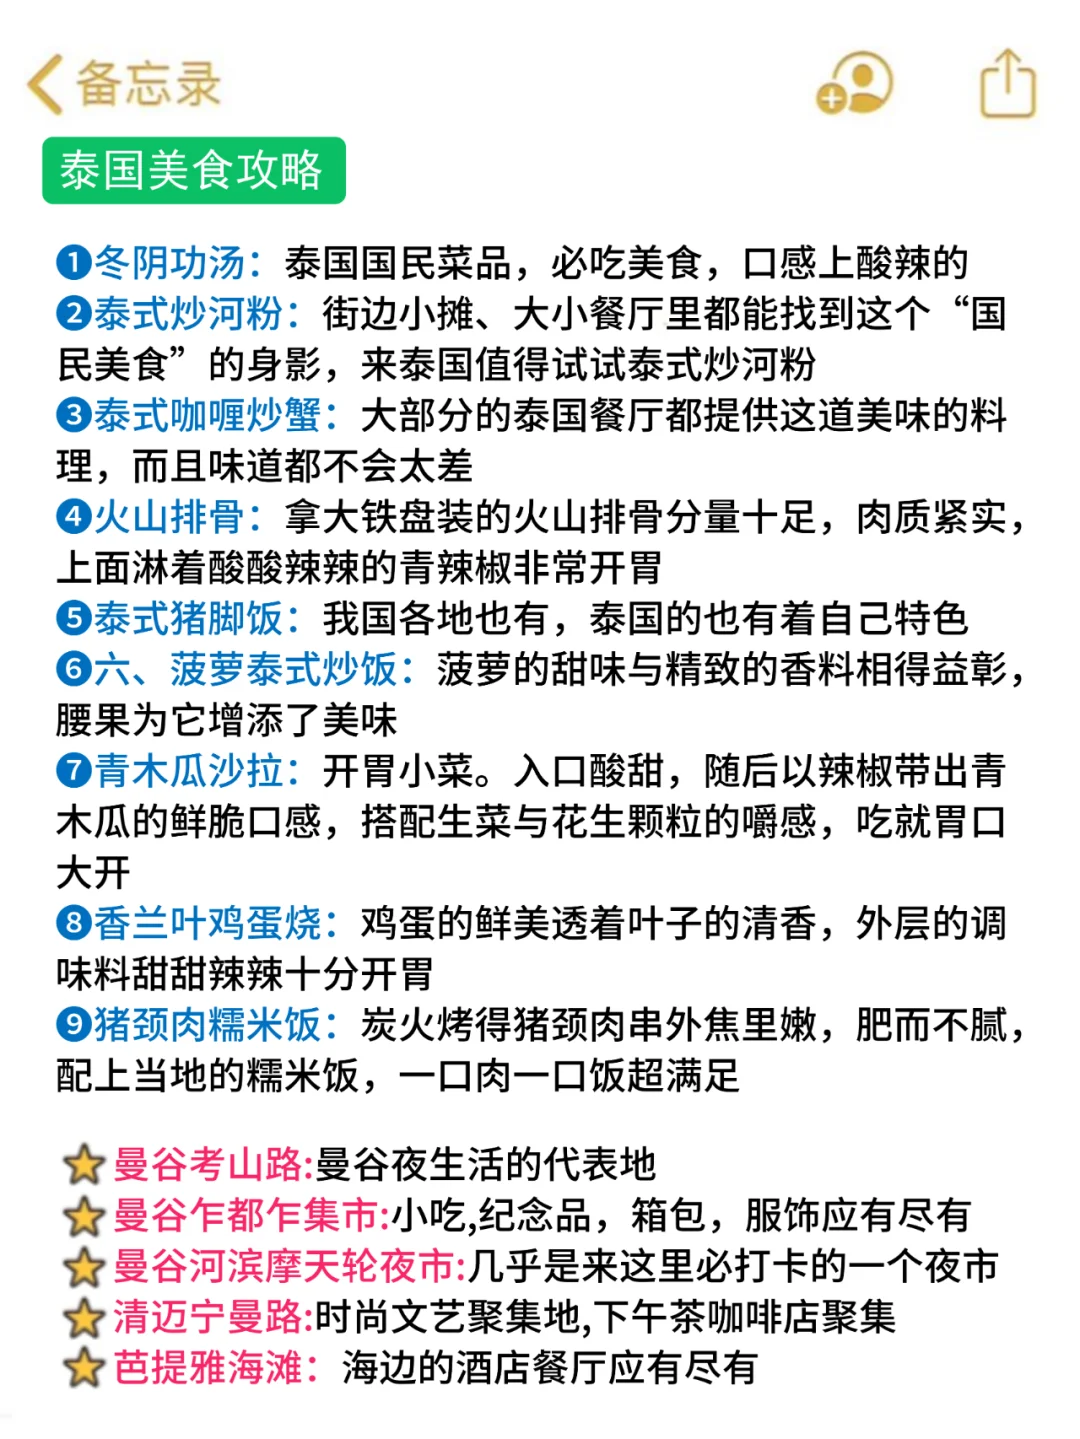 备忘录
泰国美食攻略
❶冬阴功汤：泰国国民菜品，必吃美食，口感上酸辣的
❷泰式炒河粉：街边小摊、大小餐厅里都能找到这个“国
民美食”的身影，来泰国值得试试泰式炒河粉
❸泰式咖喱炒蟹：大部分的泰国餐厅都提供这道美味的料
理，而且味道都不会太差
❹火山排骨：拿大铁盘装的火山排骨分量十足，肉质紧实，
上面淋着酸酸辣辣的青辣椒非常开胃
❺泰式猪脚饭：我国各地也有，泰国的也有着自己特色
❻六、菠萝泰式炒饭：菠萝的甜味与精致的香料相得益彰，
腰果为它增添了美味
❼青木瓜沙拉：开胃小菜。入口酸甜，随后以辣椒带出青
木瓜的鲜脆口感，搭配生菜与花生颗粒的嚼感，吃就胃口
大开
❽香兰叶鸡蛋烧：鸡蛋的鲜美透着叶子的清香，外层的调
味料甜甜辣辣十分开胃
❾猪颈肉糯米饭：炭火烤得猪颈肉串外焦里嫩，肥而不腻，
配上当地的糯米饭，一口肉一口饭超满足
⭐曼谷考山路:曼谷夜生活的代表地
⭐曼谷乍都乍集市:小吃,纪念品，箱包，服饰应有尽有
⭐曼谷河滨摩天轮夜市:几乎是来这里必打卡的一个夜市
⭐清迈宁曼路:时尚文艺聚集地,下午茶咖啡店聚集
⭐芭提雅海滩：海边的酒店餐厅应有尽有